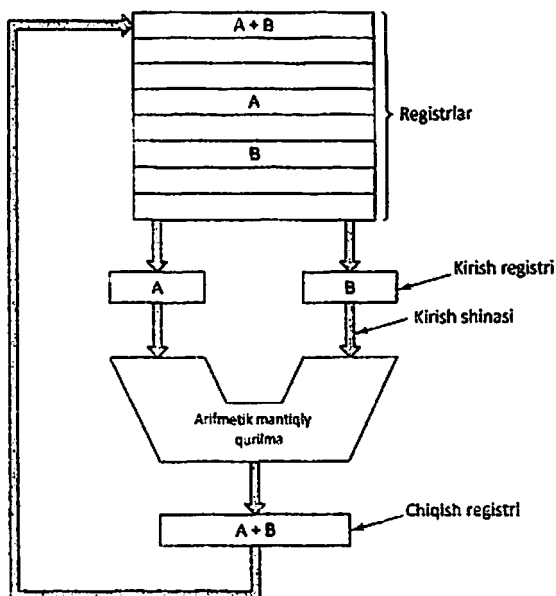 A + B
A
Registrlar
B
A
B
Kirish registri
Kirish shinasi
Arifmetik mantiqiy
qurilma
Chiqish registri
A + B